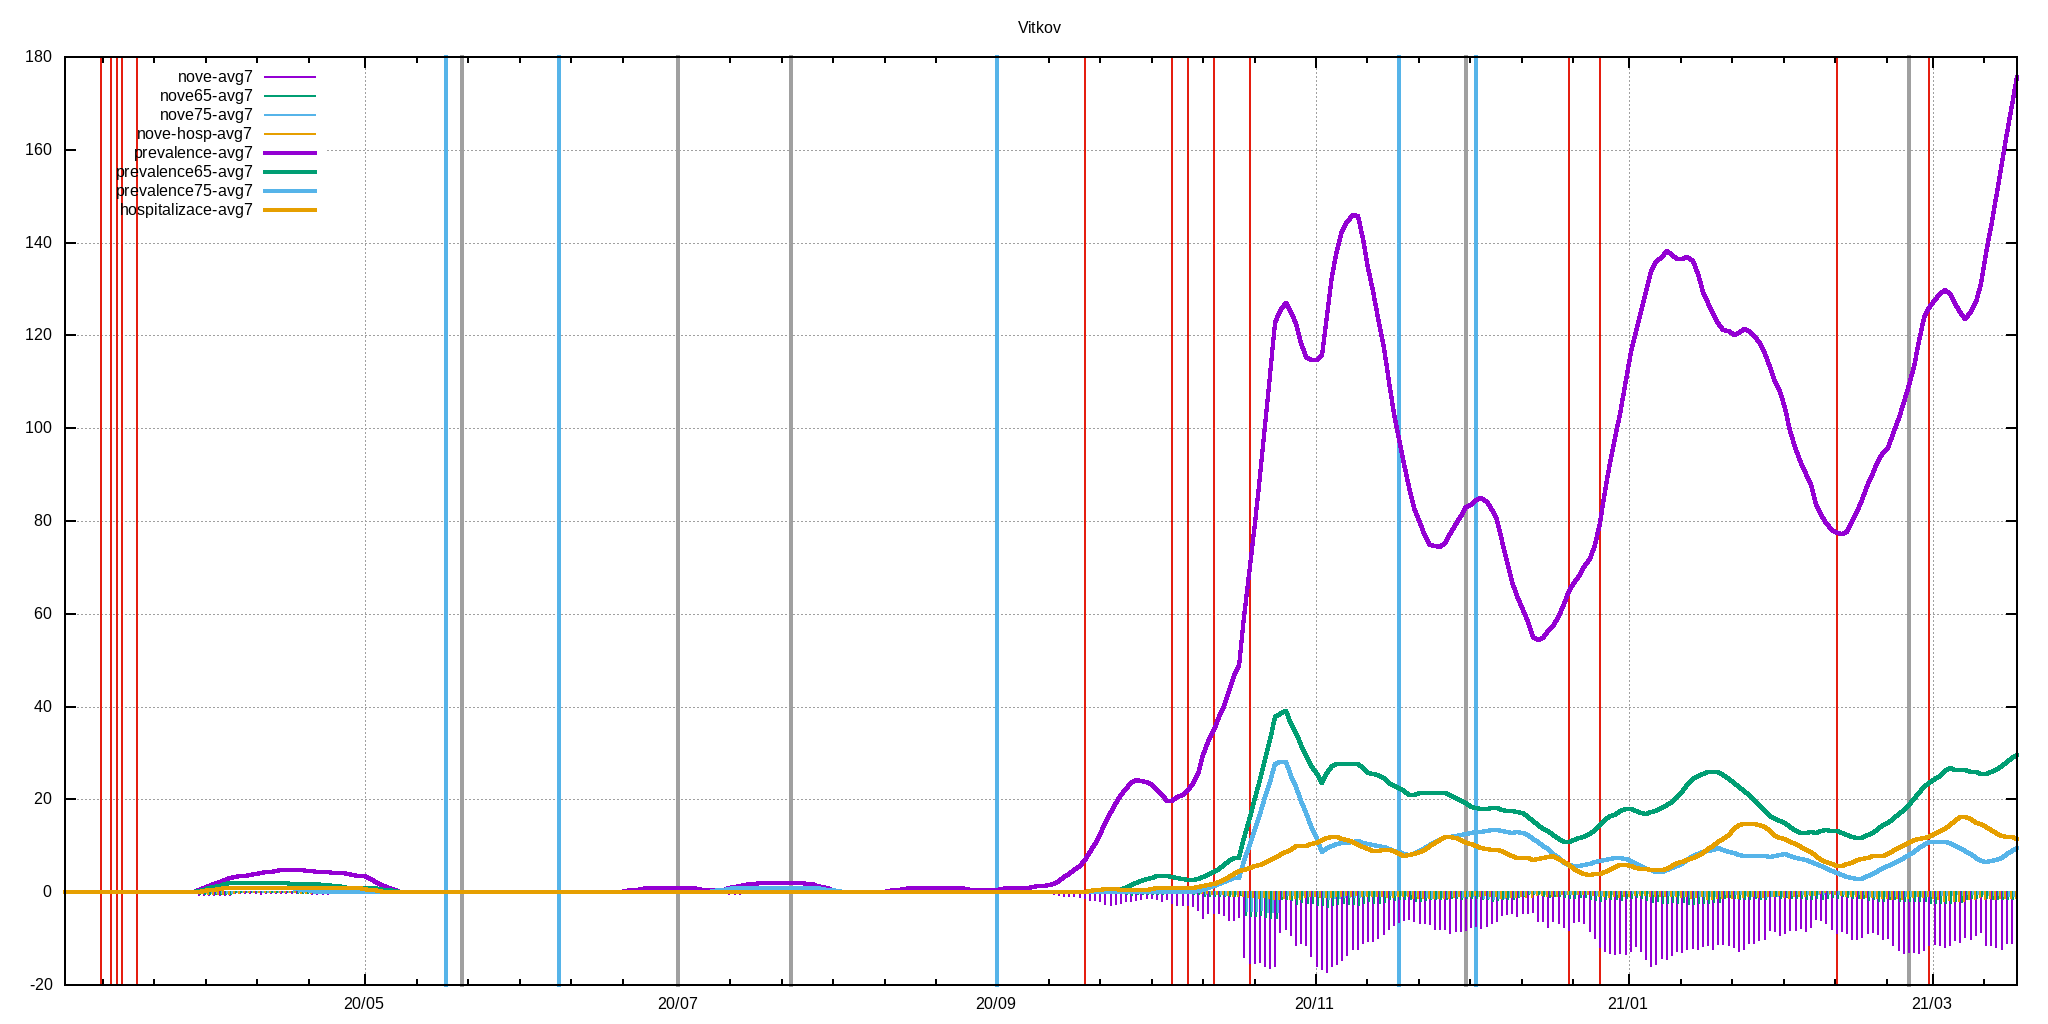 Vitkov
180
160
140
120
100
80
60
40
20
0
-20
nove-avg7
nove65-avg7
nove75-avg7
nove-hosp-avg7
prevalence-avg7
prevalence65-avg7
prevalence75-avg7
hospitalizace-avg7
20/05
20/07
20/09
20/11
21/01
21/03